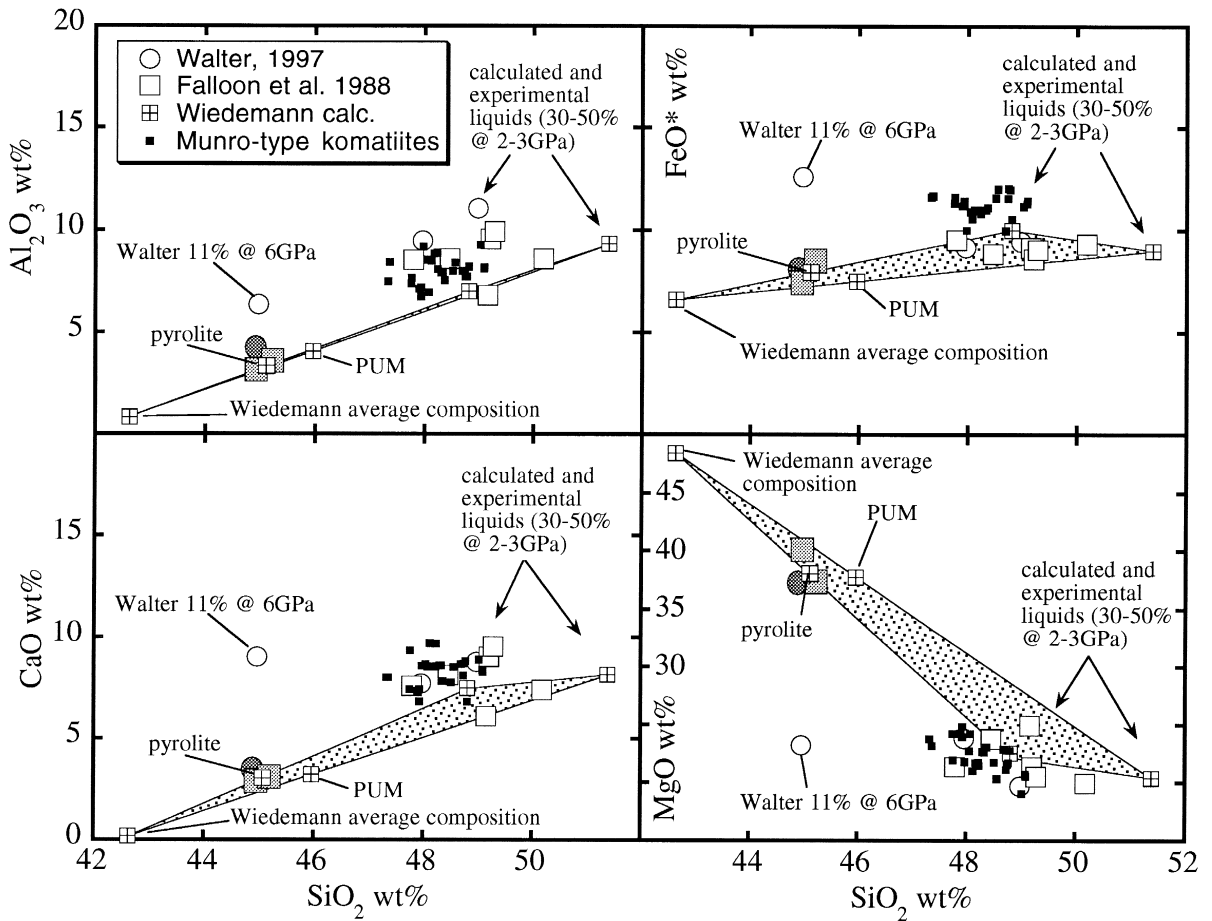 20
15
10
5
Al2O3 wt%
Walter, 1997
Falloon et al. 1988
Wiedemann calc.
Munro-type komatiites
calculated and
experimental
liquids (30-50%
@ 2-3GPa)
Walter 11% @ 6GPa
pyrolite
PUM
Wiedemann average composition
FeO* wt%
calculated and
experimental
liquids (30-50%
@ 2-3GPa)
Walter 11% @ 6GPa
pyrolite
PUM
Wiedemann average composition
15
10
5
0
CaO wt%
calculated and
experimental
liquids (30-50%
@ 2-3GPa)
Walter 11% @ 6GPa
pyrolite
PUM
Wiedemann average composition
42
44
46
48
50
SiO2 wt%
45
40
35
30
MgO wt%
Wiedemann average
composition
PUM
calculated and
experimental
liquids (30-50%
@ 2-3GPa)
pyrolite
Walter 11% @ 6GPa
44
46
48
50
52
SiO2 wt%